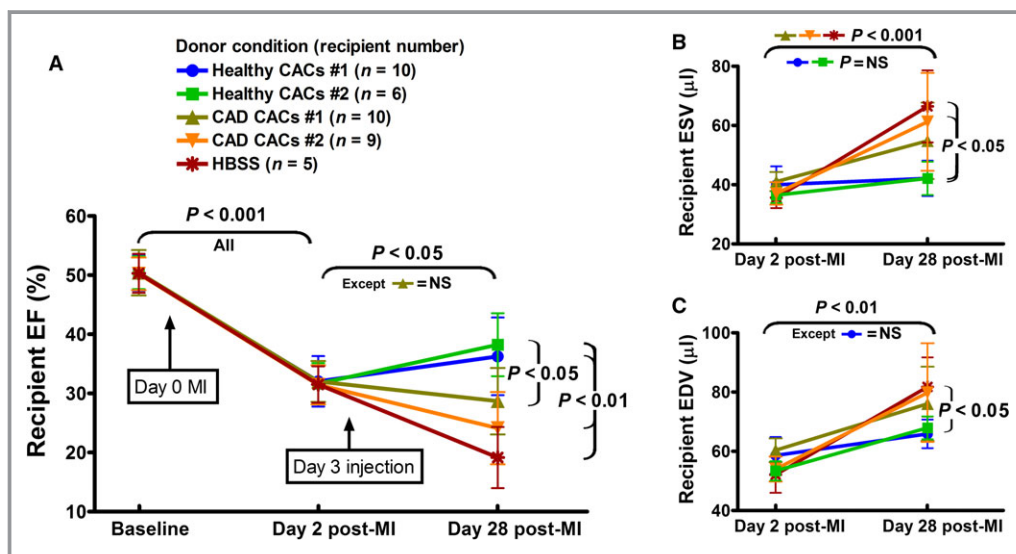 A
Donor condition (recipient number)
Healthy CACs #1 (n = 10)
Healthy CACs #2 (n = 6)
CAD CACs #1 (n = 10)
CAD CACs #2 (n = 9)
HBSS (n = 5)
Recipient EF (%)
60
50
40
30
20
10
P < 0.001
All
P < 0.05
Except = NS
P < 0.05
P < 0.01
Day 0 MI
Day 3 injection
Baseline
Day 2 post-MI
Day 28 post-MI
B
P < 0.001
P = NS
Recipient ESV (µl)
80
60
40
20
P < 0.05
Day 2 post-MI
Day 28 post-MI
C
P < 0.01
Except = NS
Recipient EDV (µl)
100
80
60
40
P < 0.05
Day 2 post-MI
Day 28 post-MI